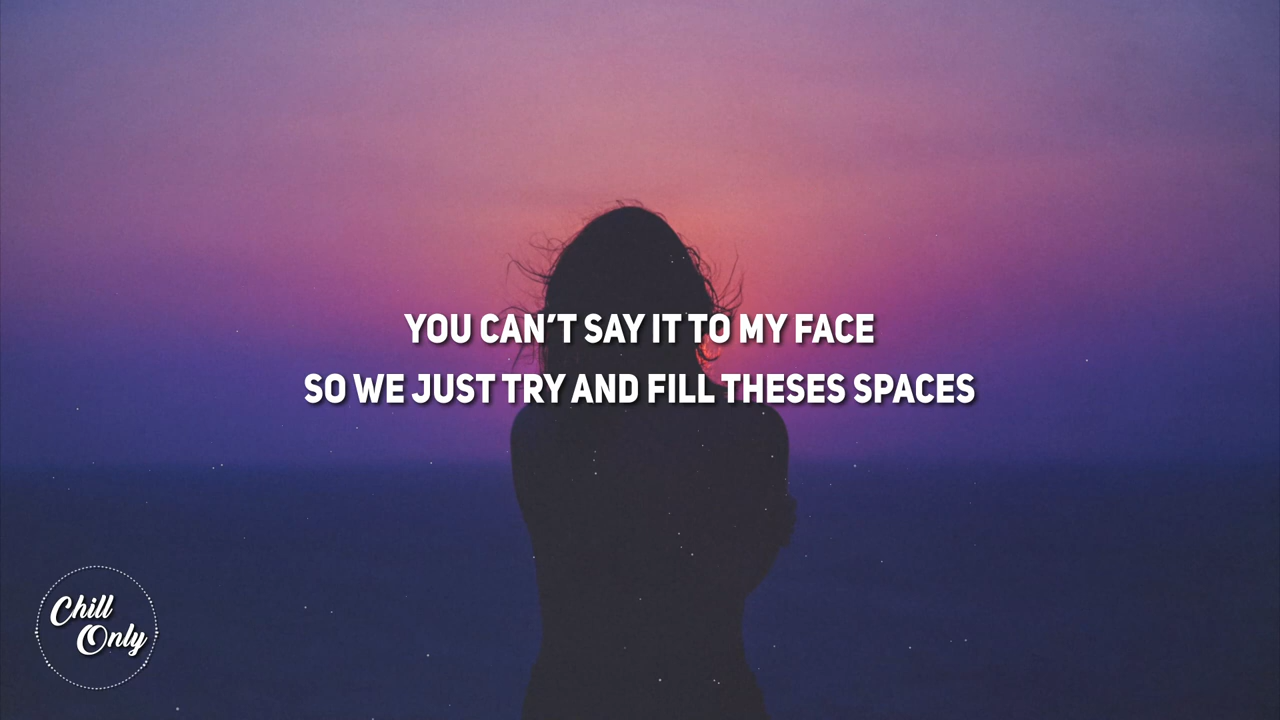 YOU CAN'T SAY IT TO MY FACE
SO WE JUST TRY AND FILL THESES SPACES
Chill
Only